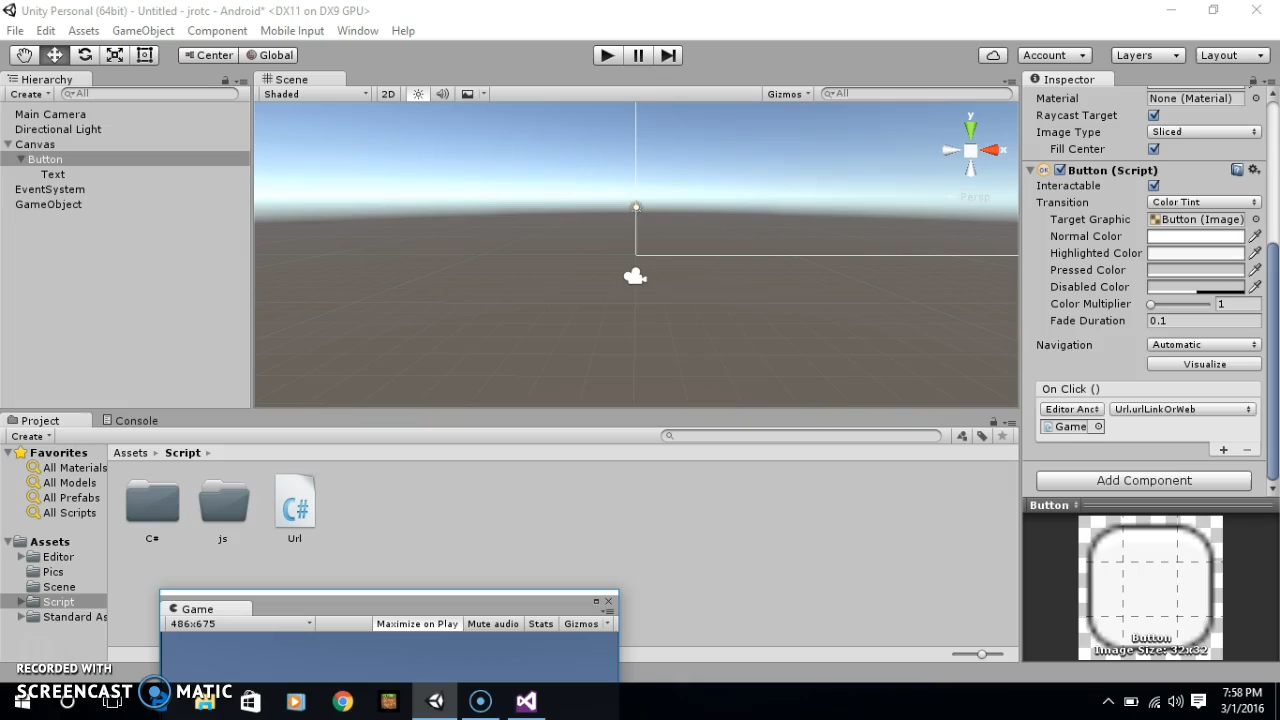 Unity Personal (64bit) - Untitled - jrotc - Android* <DX11 on DX9 GPU>
File Edit Assets GameObject Component Mobile Input Window Help
Center Global Account Layers Layout
Hierarchy
Create All
Main Camera
Directional Light
Canvas
Button
Text
EventSystem
GameObject
Scene
Shaded 2D Gizmos All
y
x
Persp
Inspector
Material None (Material)
Raycast Target
Image Type Sliced
Fill Center
Button (Script)
Interactable
Transition Color Tint
Target Graphic Button (Image)
Normal Color
Highlighted Color
Pressed Color
Disabled Color
Color Multiplier 1
Fade Duration 0.1
Navigation Automatic
Visualize
On Click ()
Editor Anc Url.urlLinkOrWeb
Game
Add Component
Button
Button
Image Size: 32x32
Project Console
Create
Favorites
All Materials
All Models
All Prefabs
All Scripts
Assets
Editor
Pics
Scene
Script
Standard As
Assets Script
C# js Url
C#
Game
486x675 Maximize on Play Mute audio Stats Gizmos
RECORDED WITH
SCREENCAST MATIC
7:58 PM
3/1/2016